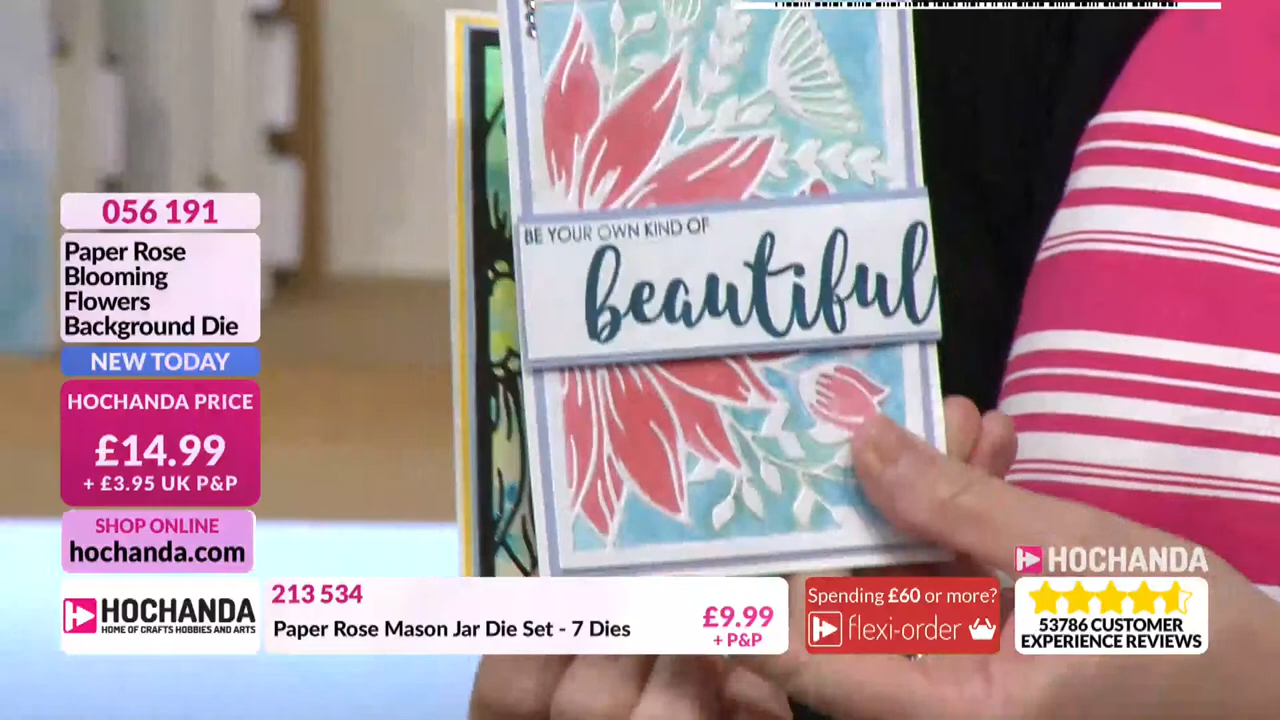 BE YOUR OWN KIND OF
beautiful
056 191
Paper Rose
Blooming
Flowers
Background Die
NEW TODAY
HOCHANDA PRICE
£14.99
+ £3.95 UK P&P
SHOP ONLINE
hochanda.com
HOCHANDA
HOME OF CRAFTS HOBBIES AND ARTS
213 534
Paper Rose Mason Jar Die Set - 7 Dies
£9.99
+ P&P
Spending £60 or more?
flexi-order
HOCHANDA
53786 CUSTOMER
EXPERIENCE REVIEWS